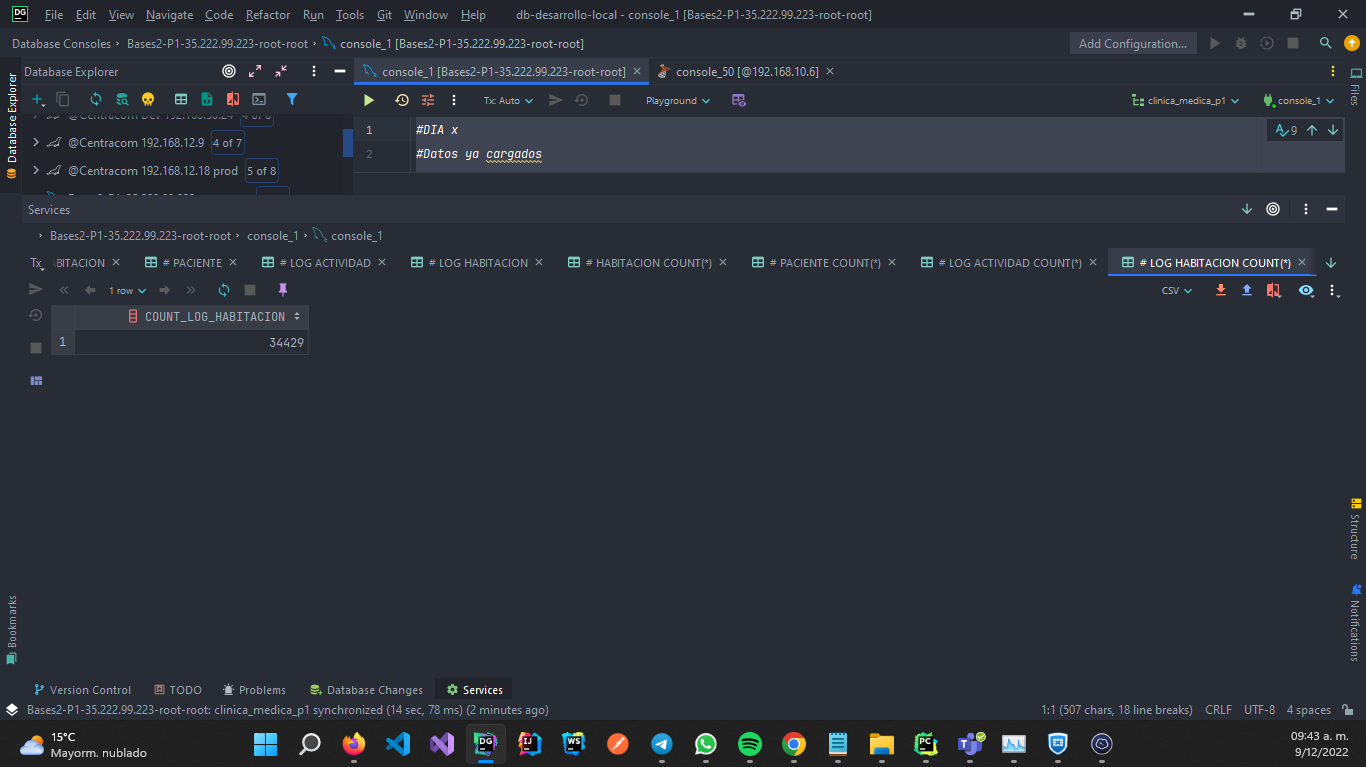 DG File Edit View Navigate Code Refactor Run Tools Git Window Help db-desarrollo-local - console_1 [Bases2-P1-35.222.99.223-root-root]
Database Consoles › Bases2-P1-35.222.99.223-root-root › console_1 [Bases2-P1-35.222.99.223-root-root] Add Configuration...
Database Explorer
Database Explorer
console_1 [Bases2-P1-35.222.99.223-root-root]
console_50 [@192.168.10.6]
Tx: Auto Playground clinica_medica_p1 console_1
@Centracom 192.168.12.9 4 of 7
@Centracom 192.168.12.18 prod 5 of 8
1 #DIA x
2 #Datos ya cargados
9
Files
Services
Bases2-P1-35.222.99.223-root-root › console_1 › console_1
Tx
BITACION
# PACIENTE
# LOG ACTIVIDAD
# LOG HABITACION
# HABITACION COUNT(*)
# PACIENTE COUNT(*)
# LOG ACTIVIDAD COUNT(*)
# LOG HABITACION COUNT(*)
1 row CSV
COUNT_LOG_HABITACION
1 34429
Structure
Notifications
Bookmarks
Version Control TODO Problems Database Changes Services
Bases2-P1-35.222.99.223-root-root: clinica_medica_p1 synchronized (14 sec, 78 ms) (2 minutes ago) 1:1 (507 chars, 18 line breaks) CRLF UTF-8 4 spaces
15°C
Mayorm. nublado
DG
IJ
WS
PC
09:43 a. m.
9/12/2022